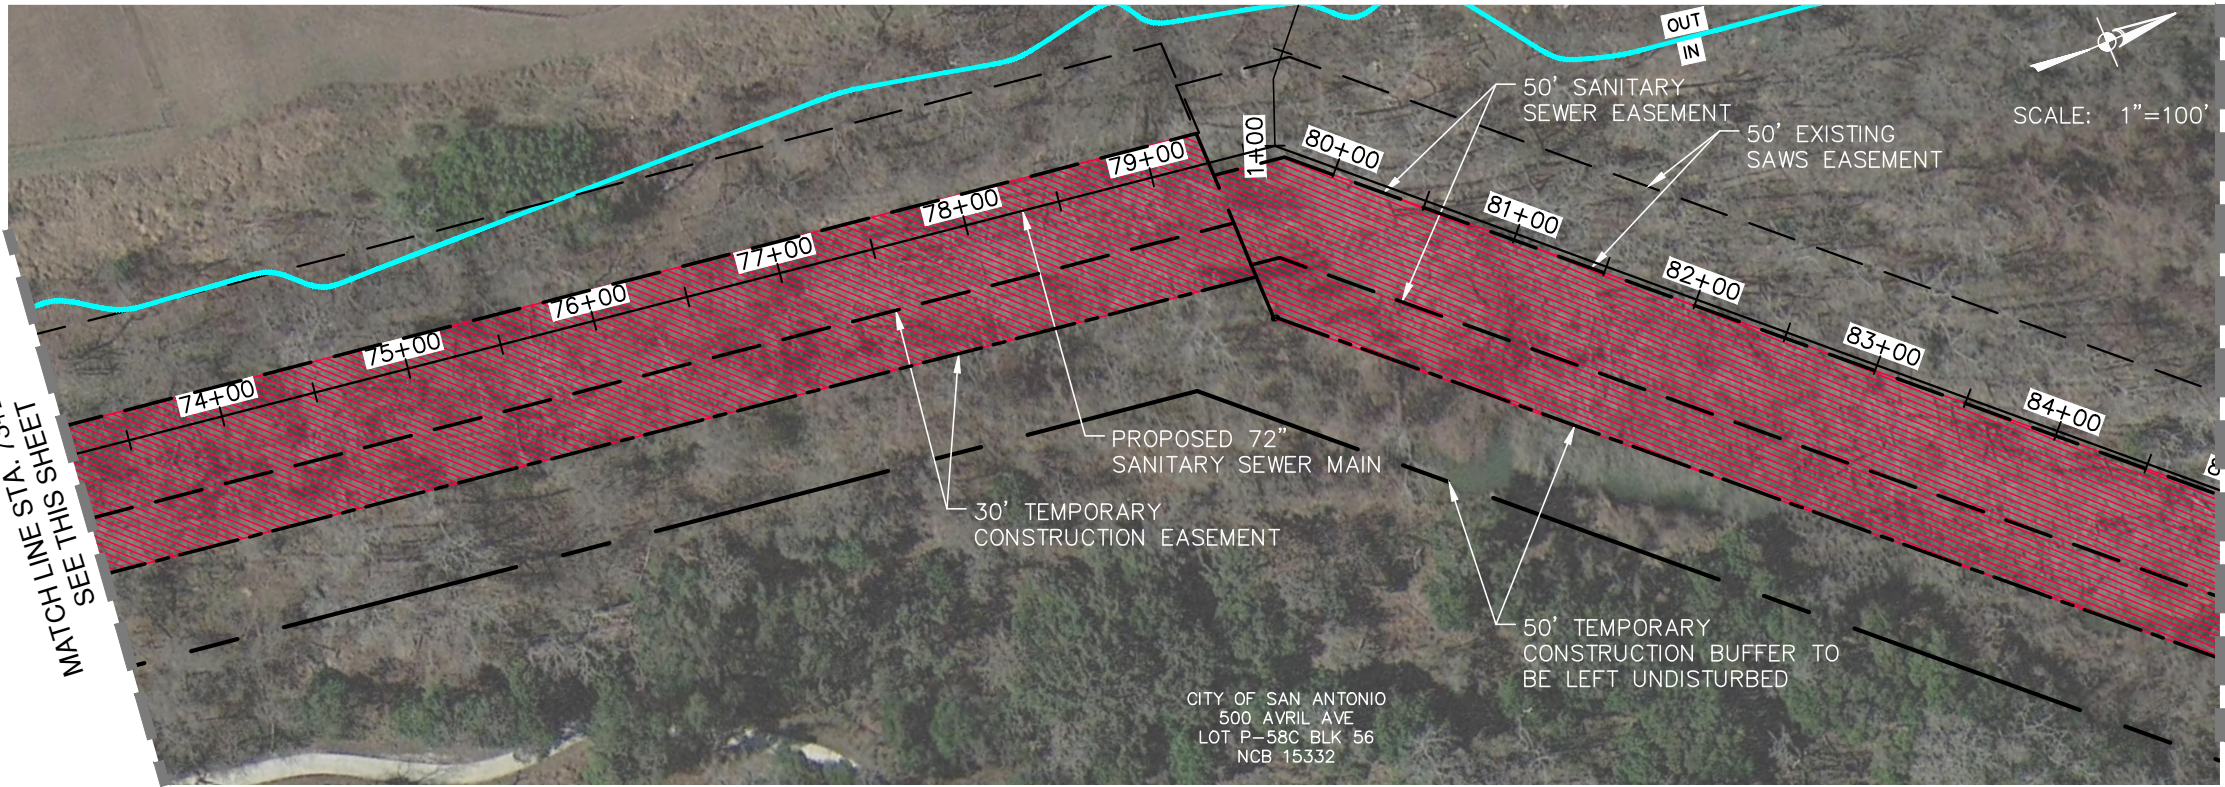 OUT
IN
SCALE: 1"=100'
50' SANITARY
SEWER EASEMENT
50' EXISTING
SAWS EASEMENT
1+00
74+00
75+00
76+00
77+00
78+00
79+00
80+00
81+00
82+00
83+00
84+00
MATCH LINE STA.
SEE THIS SHEET
PROPOSED 72"
SANITARY SEWER MAIN
30' TEMPORARY
CONSTRUCTION EASEMENT
50' TEMPORARY
CONSTRUCTION BUFFER TO
BE LEFT UNDISTURBED
CITY OF SAN ANTONIO
500 AVRIL AVE
LOT P-58C BLK 56
NCB 15332